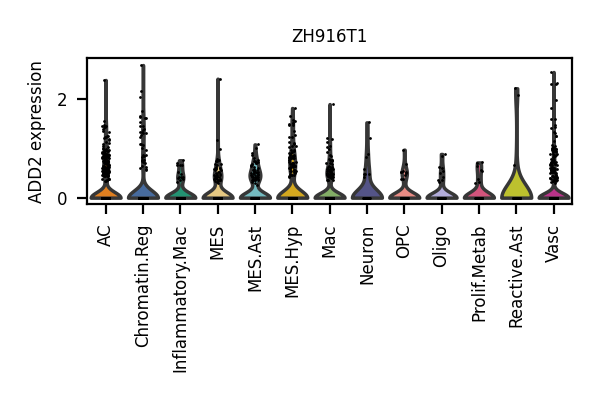 ZH916T1
ADD2 expression
2
0
AC
Chromatin.Reg
Inflammatory.Mac
MES
MES.Ast
MES.Hyp
Mac
Neuron
OPC
Oligo
Prolif.Metab
Reactive.Ast
Vasc